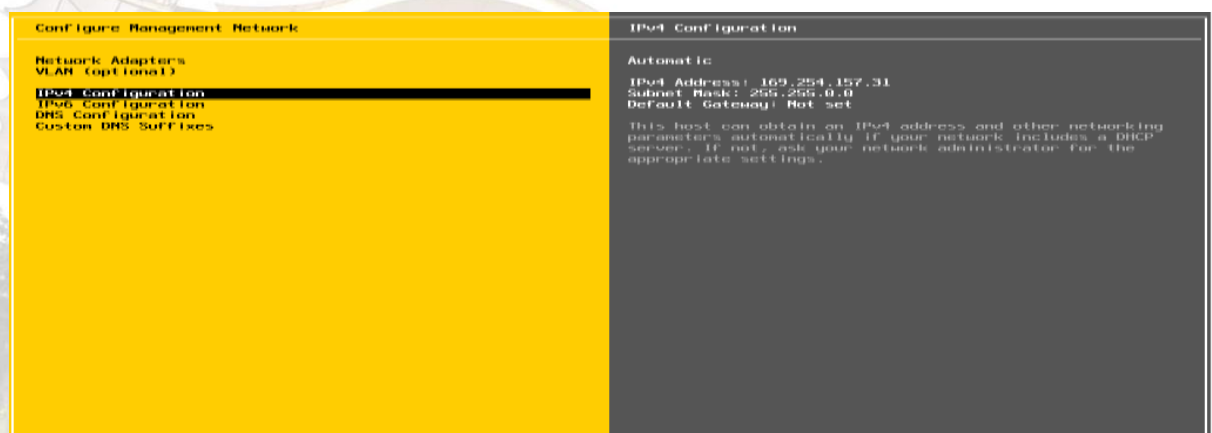 Configure Management Network
Network Adapters
VLAN (optional)
IPv4 Configuration
IPv6 Configuration
DNS Configuration
Custom DNS Suffixes
IPv4 Configuration
Automatic
IPv4 Address: 169.254.157.31
Subnet Mask: 255.255.0.0
Default Gateway: Not set
This host can obtain an IPv4 address and other networking
parameters automatically if your network includes a DHCP
server. If not, ask your network administrator for the
appropriate settings.